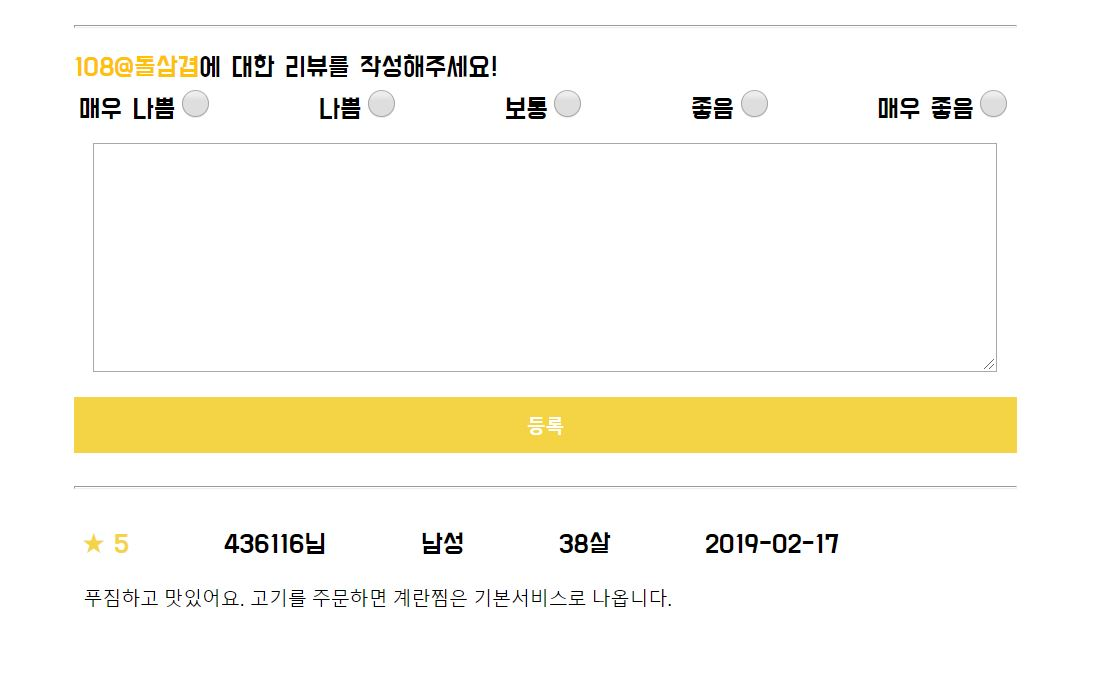 108@돌삼겹에 대한 리뷰를 작성해주세요!
매우 나쁨 나쁨 보통 좋음 매우 좋음
등록
★ 5 436116님 남성 38살 2019-02-17
푸짐하고 맛있어요. 고기를 주문하면 계란찜은 기본서비스로 나옵니다.